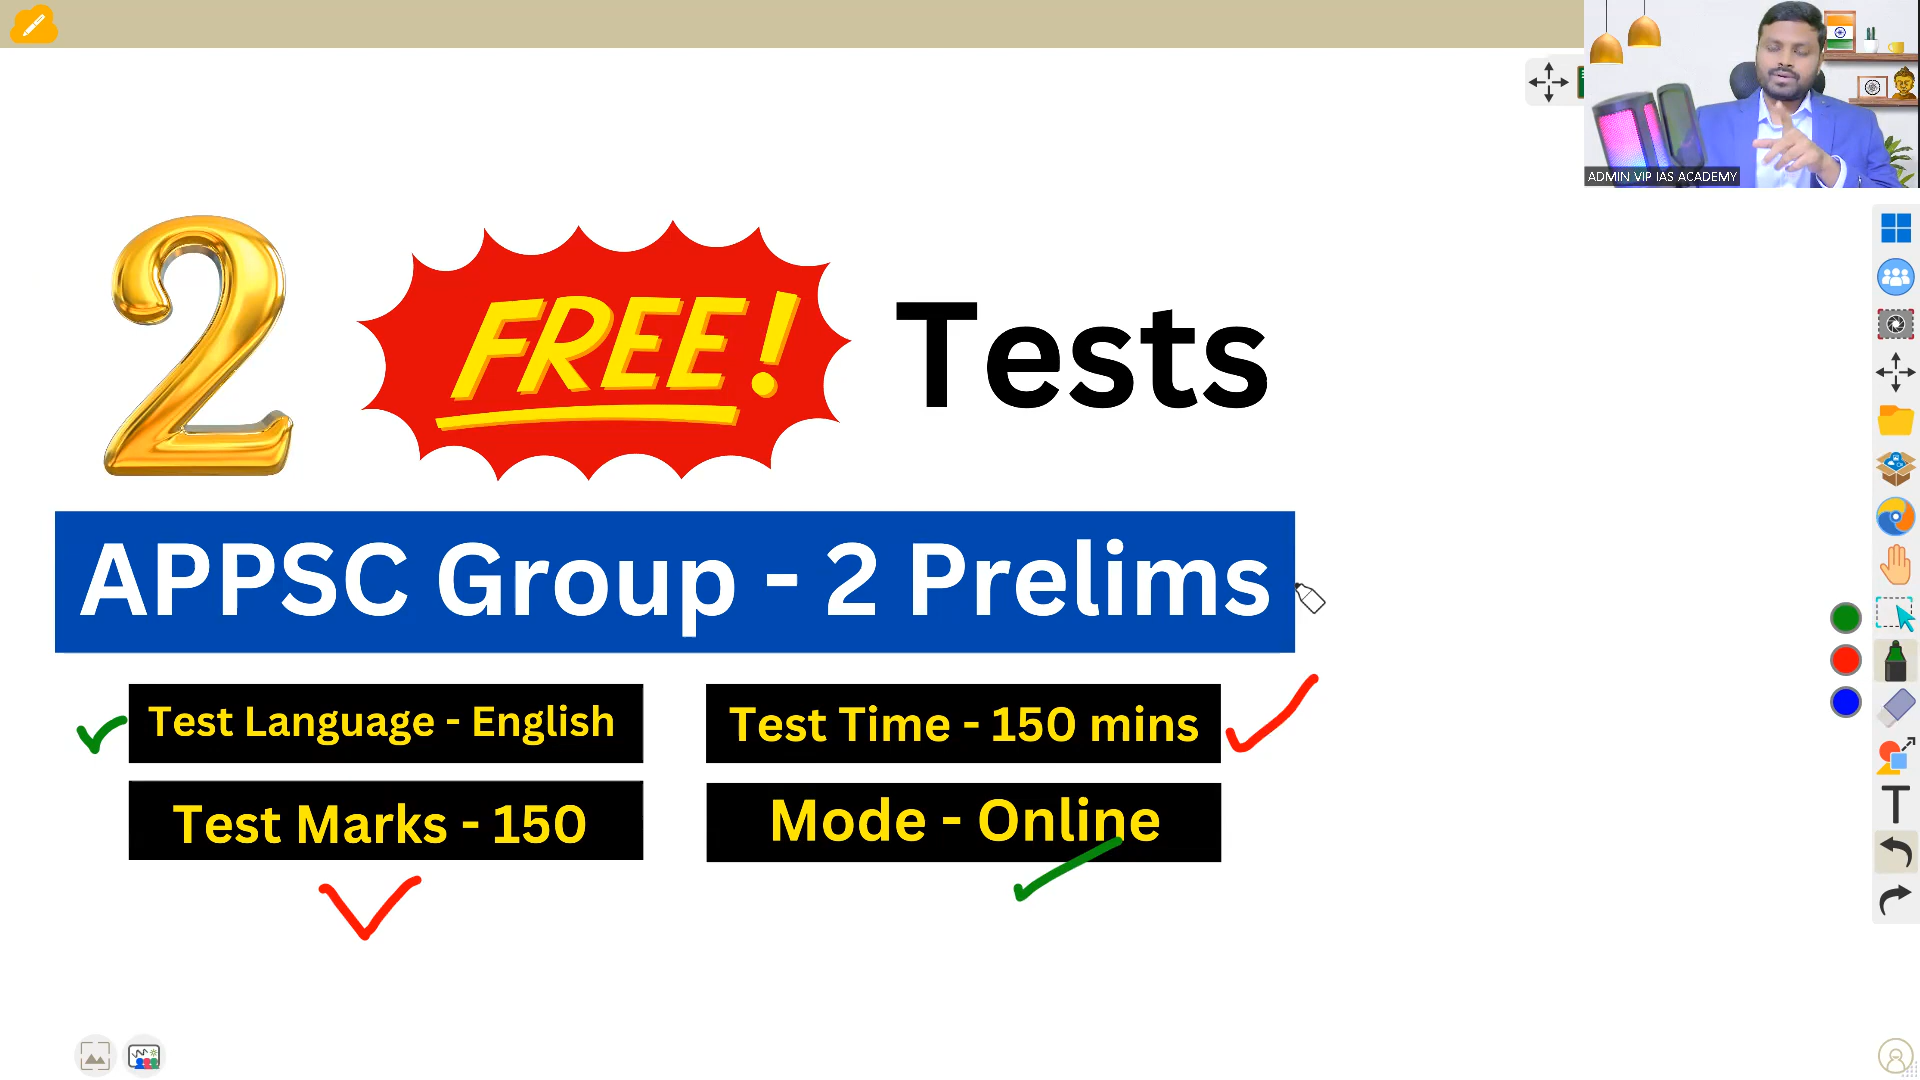 ADMIN VIP IAS ACADEMY
2 FREE! Tests
APPSC Group - 2 Prelims
Test Language - English
Test Time - 150 mins
Test Marks - 150
Mode - Online